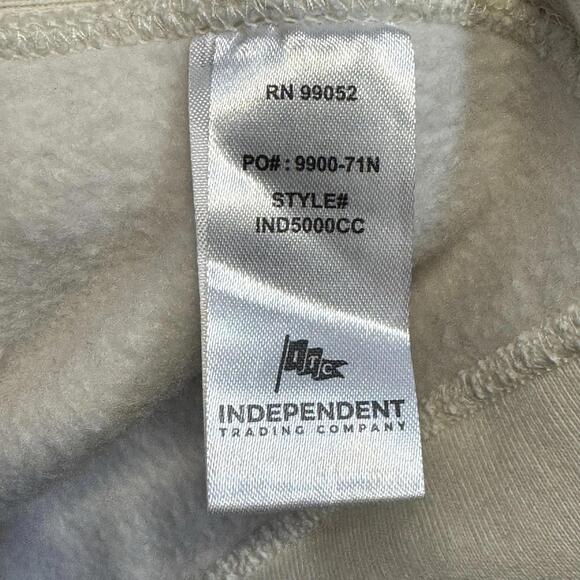 RN 99052
PO# : 9900-71N
STYLE#
IND5000CC
ITC
INDEPENDENT
TRADING COMPANY